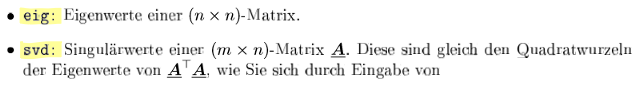 • eig: Eigenwerte einer (n × n)-Matrix.
• svd: Singulärwerte einer (m × n)-Matrix A. Diese sind gleich den Quadratwurzeln
der Eigenwerte von A⊤A, wie Sie sich durch Eingabe von